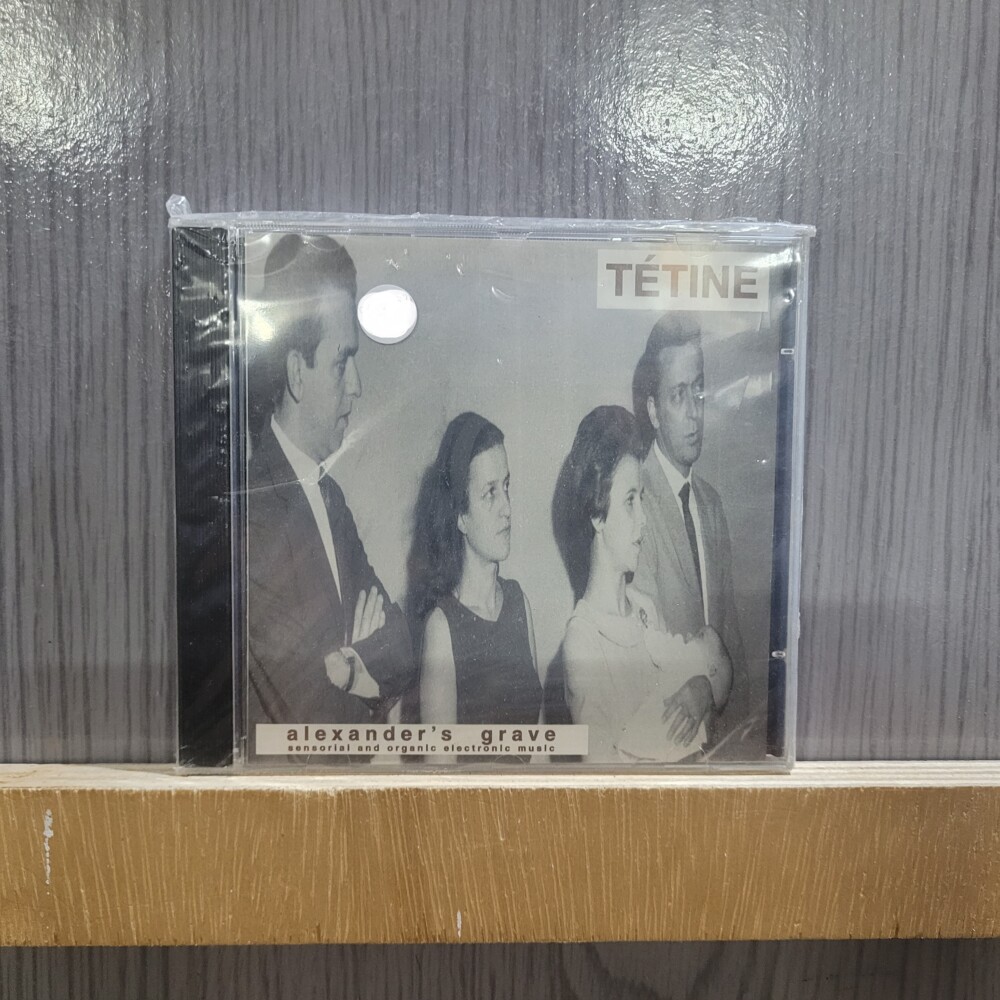 TÉTINE
alexander's grave
sensorial and organic electronic music